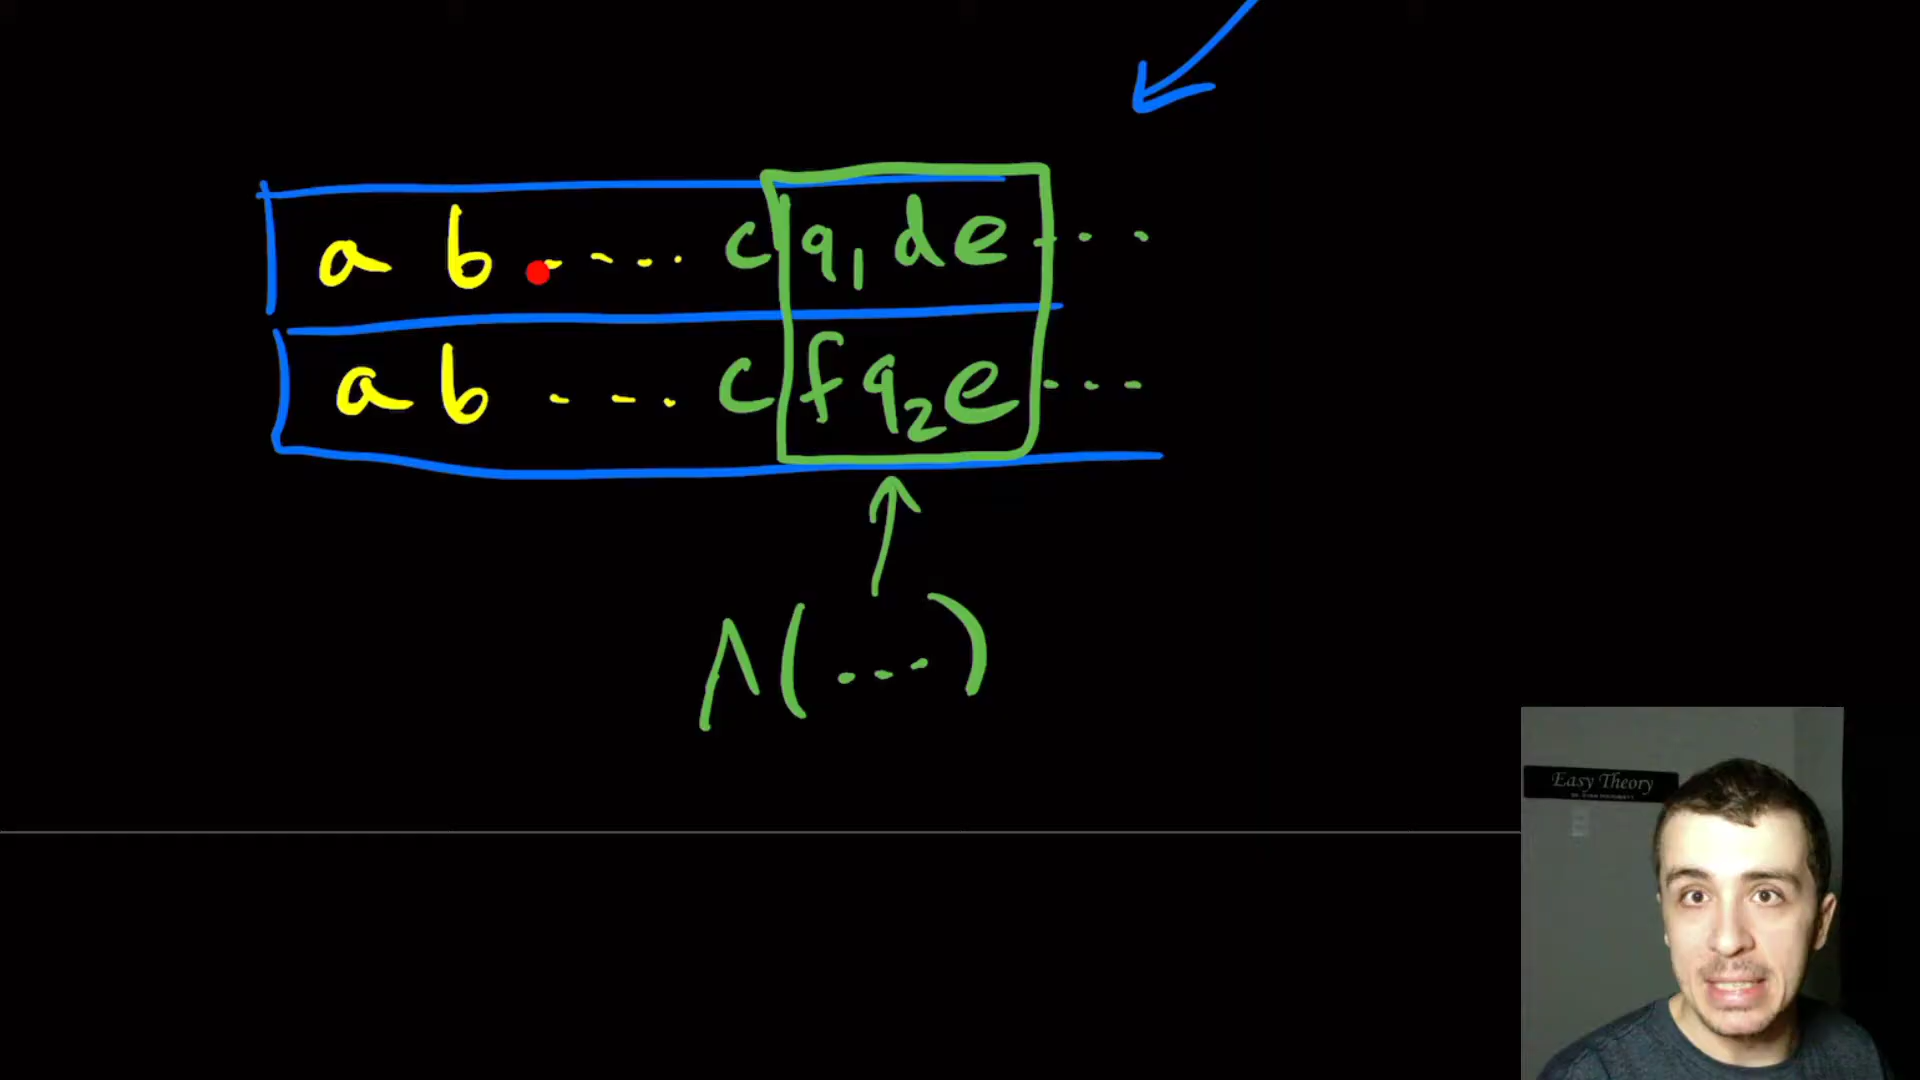 a b .... c q₁ d e ...
a b ... c f q₂ e ...
Λ(...)
Easy Theory